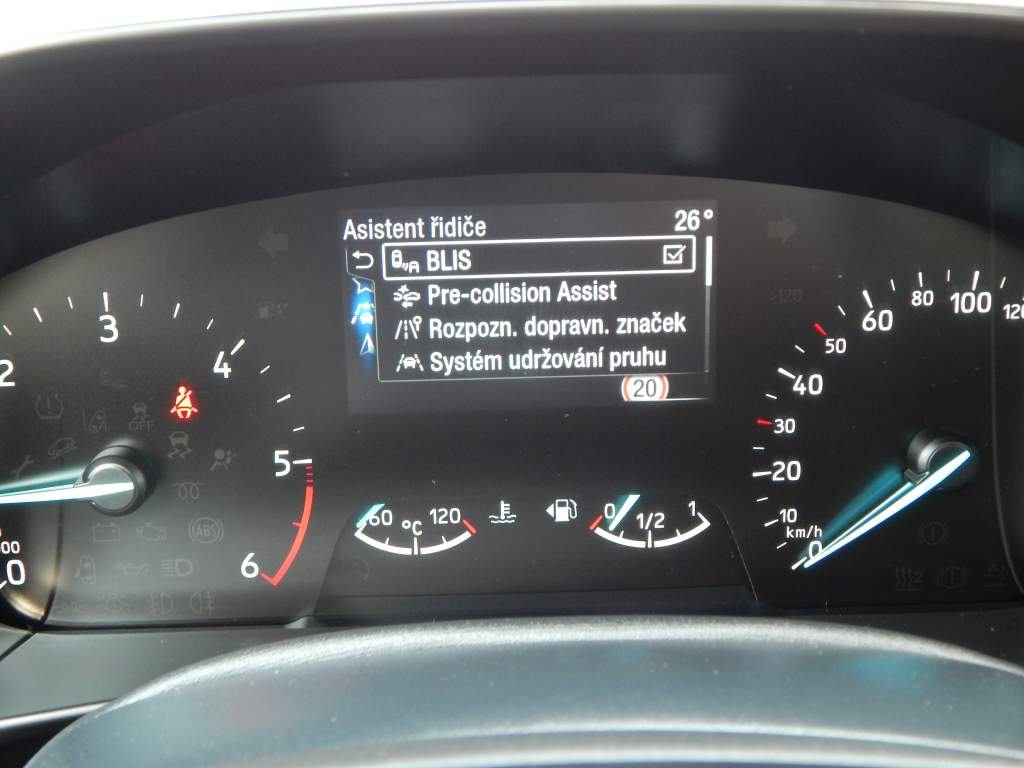 Asistent řidiče 26°
BLIS
Pre-collision Assist
Rozpozn. dopravn. značek
Systém udržování pruhu
20
2 3 4 5 6
0
60 °C 120
0 1/2 1
0 10 20 30 40 50 60 80 100 120
km/h
>120
OFF
ABS